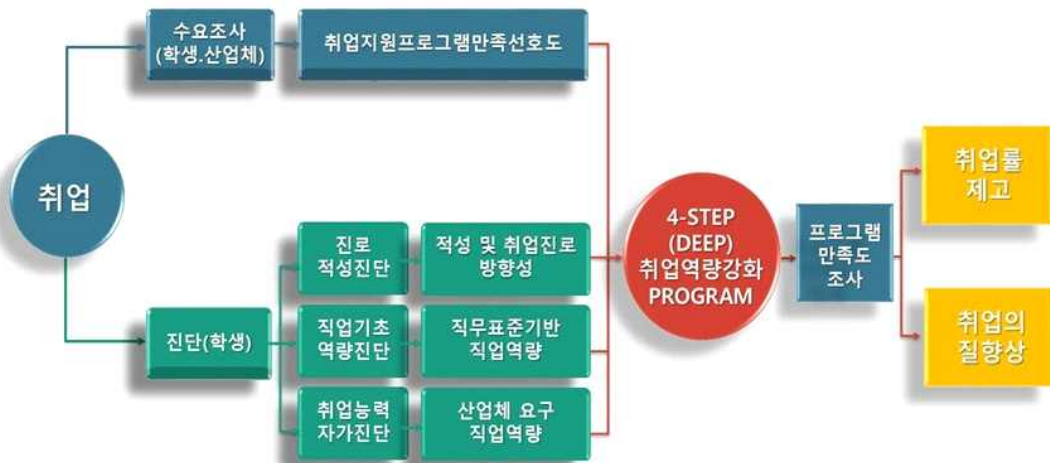 수요조사
(학생.산업체)
취업지원프로그램만족선호도
취업
진로
적성진단
적성 및 취업진로
방향성
진단(학생)
직업기초
역량진단
직무표준기반
직업역량
취업능력
자가진단
산업체 요구
직업역량
4-STEP
(DEEP)
취업역량강화
PROGRAM
프로그램
만족도
조사
취업률
제고
취업의
질향상